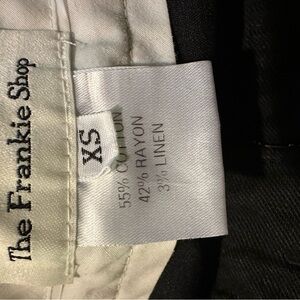 The Frankie Shop
XS
55% COTTON
42% RAYON
3% LINEN